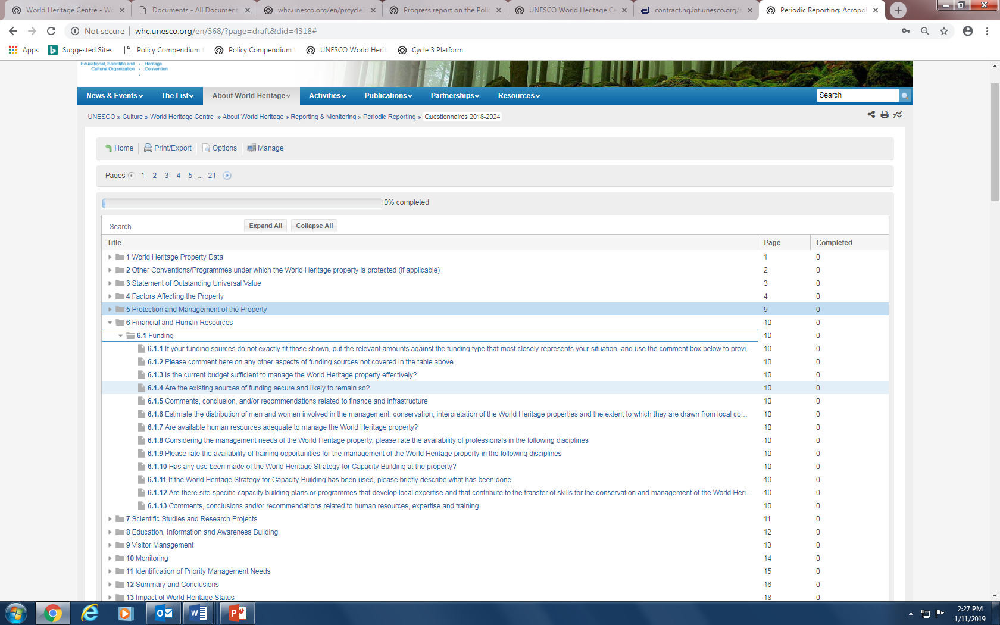 World Heritage Centre - Wo
Documents - All Document
whc.unesco.org/en/prcycle3
Progress report on the Poli
UNESCO World Heritage Ce
contract.hq.int.unesco.org/s
Periodic Reporting: Acropol
Not secure | whc.unesco.org/en/368/?page=draft&did=4318#
Apps
Suggested Sites
Policy Compendium
Policy Compendium
UNESCO World Herit
Cycle 3 Platform
Educational, Scientific and
Cultural Organization
Heritage
Convention
News & Events
The List
About World Heritage
Activities
Publications
Partnerships
Resources
Search
UNESCO » Culture » World Heritage Centre » About World Heritage » Reporting & Monitoring » Periodic Reporting » Questionnaires 2018-2024
Home
Print/Export
Options
Manage
Pages 1 2 3 4 5 ... 21
0% completed
Search
Expand All
Collapse All
Title Page Completed
1 World Heritage Property Data 1 0
2 Other Conventions/Programmes under which the World Heritage property is protected (if applicable) 2 0
3 Statement of Outstanding Universal Value 3 0
4 Factors Affecting the Property 4 0
5 Protection and Management of the Property 9 0
6 Financial and Human Resources 10 0
6.1 Funding 10 0
6.1.1 If your funding sources do not exactly fit those shown, put the relevant amounts against the funding type that most closely represents your situation, and use the comment box below to provi... 10 0
6.1.2 Please comment here on any other aspects of funding sources not covered in the table above 10 0
6.1.3 Is the current budget sufficient to manage the World Heritage property effectively? 10 0
6.1.4 Are the existing sources of funding secure and likely to remain so? 10 0
6.1.5 Comments, conclusion, and/or recommendations related to finance and infrastructure 10 0
6.1.6 Estimate the distribution of men and women involved in the management, conservation, interpretation of the World Heritage properties and the extent to which they are drawn from local co... 10 0
6.1.7 Are available human resources adequate to manage the World Heritage property? 10 0
6.1.8 Considering the management needs of the World Heritage property, please rate the availability of professionals in the following disciplines 10 0
6.1.9 Please rate the availability of training opportunities for the management of the World Heritage property in the following disciplines 10 0
6.1.10 Has any use been made of the World Heritage Strategy for Capacity Building at the property? 10 0
6.1.11 If the World Heritage Strategy for Capacity Building has been used, please briefly describe what has been done. 10 0
6.1.12 Are there site-specific capacity building plans or programmes that develop local expertise and that contribute to the transfer of skills for the conservation and management of the World Heri... 10 0
6.1.13 Comments, conclusions and/or recommendations related to human resources, expertise and training 10 0
7 Scientific Studies and Research Projects 11 0
8 Education, Information and Awareness Building 12 0
9 Visitor Management 13 0
10 Monitoring 14 0
11 Identification of Priority Management Needs 15 0
12 Summary and Conclusions 16 0
13 Impact of World Heritage Status 18 0
2:27 PM
1/11/2019